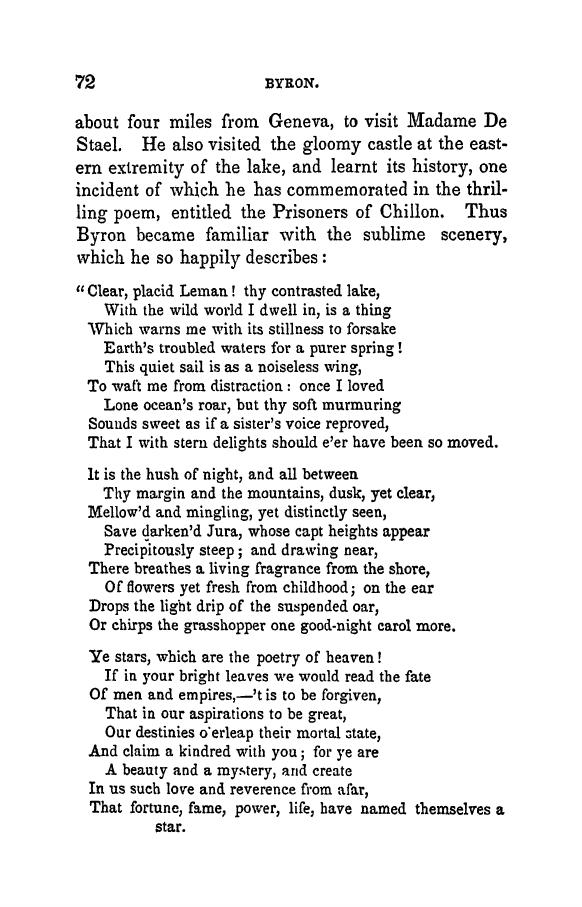 72 BYRON.
about four miles from Geneva, to visit Madame De
Stael. He also visited the gloomy castle at the east-
ern extremity of the lake, and learnt its history, one
incident of which he has commemorated in the thril-
ling poem, entitled the Prisoners of Chillon. Thus
Byron became familiar with the sublime scenery,
which he so happily describes:
"Clear, placid Leman! thy contrasted lake,
With the wild world I dwell in, is a thing
Which warns me with its stillness to forsake
Earth's troubled waters for a purer spring!
This quiet sail is as a noiseless wing,
To waft me from distraction: once I loved
Lone ocean's roar, but thy soft murmuring
Sounds sweet as if a sister's voice reproved,
That I with stern delights should e'er have been so moved.
It is the hush of night, and all between
Thy margin and the mountains, dusk, yet clear,
Mellow'd and mingling, yet distinctly seen,
Save darken'd Jura, whose capt heights appear
Precipitously steep; and drawing near,
There breathes a living fragrance from the shore,
Of flowers yet fresh from childhood; on the ear
Drops the light drip of the suspended oar,
Or chirps the grasshopper one good-night carol more.
Ye stars, which are the poetry of heaven!
If in your bright leaves we would read the fate
Of men and empires,—'t is to be forgiven,
That in our aspirations to be great,
Our destinies o'erleap their mortal state,
And claim a kindred with you; for ye are
A beauty and a mystery, and create
In us such love and reverence from afar,
That fortune, fame, power, life, have named themselves a
star.